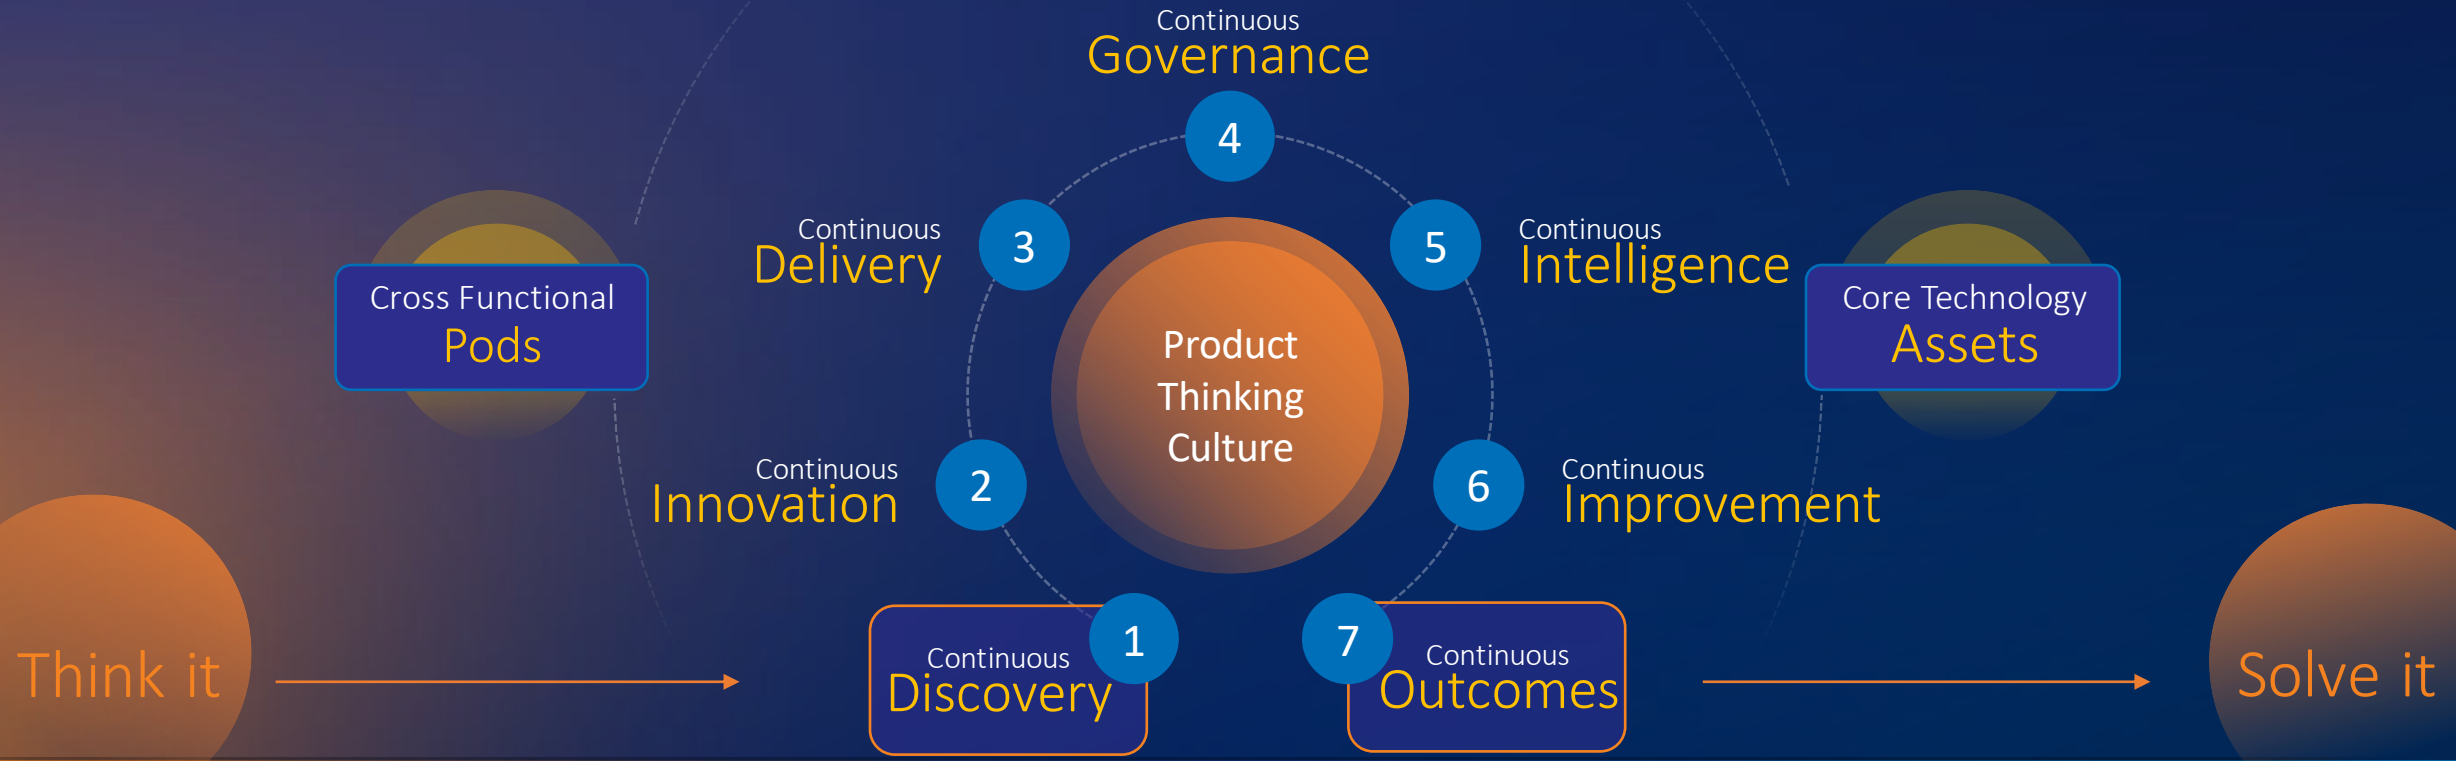 Continuous
Governance
4
Continuous
Delivery
3
5
Continuous
Intelligence
Cross Functional
Pods
Product
Thinking
Culture
Core Technology
Assets
Continuous
Innovation
2
6
Continuous
Improvement
Think it
Continuous
Discovery
1
7
Continuous
Outcomes
Solve it